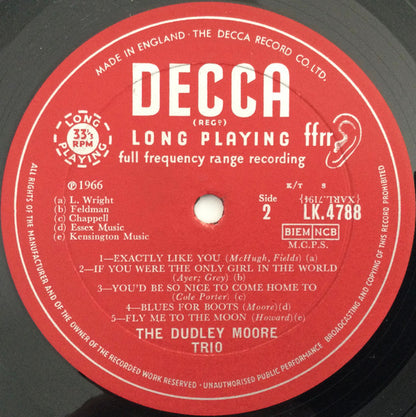 MADE IN ENGLAND · THE DECCA RECORD CO. LTD.
DECCA
(REGD)
LONG PLAYING
33⅓ RPM
LONG PLAYING ffrr
full frequency range recording
℗ 1966
(a) L. Wright
(b) Feldman
(c) Chappell
(d) Essex Music
(e) Kensington Music
K/T S
Side 2
{(XARL.7191)}
LK.4788
BIEM NCB
M.C.P.S.
1—EXACTLY LIKE YOU (McHugh, Fields) (a)
2—IF YOU WERE THE ONLY GIRL IN THE WORLD
(Ayer; Grey) (b)
3—YOU'D BE SO NICE TO COME HOME TO
(Cole Porter) (c)
4—BLUES FOR BOOTS (Moore)(d)
5—FLY ME TO THE MOON (Howard)(e)
THE DUDLEY MOORE
TRIO
ALL RIGHTS OF THE MANUFACTURER AND OF THE OWNER OF THE RECORDED WORK RESERVED · UNAUTHORISED PUBLIC PERFORMANCE BROADCASTING AND COPYING OF THIS RECORD PROHIBITED